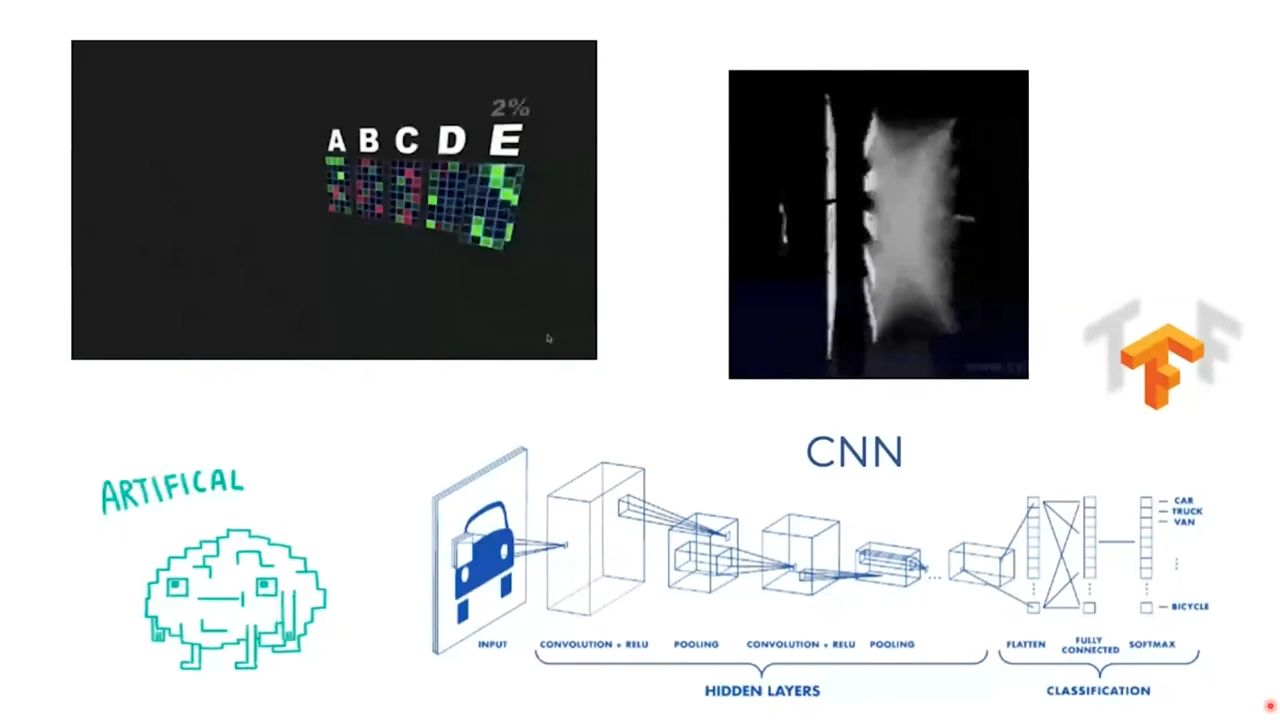 2%
A B C D E
CNN
ARTIFICAL
CAR
TRUCK
VAN
BICYCLE
INPUT
CONVOLUTION + RELU
POOLING
CONVOLUTION + RELU
POOLING
FLATTEN
FULLY
CONNECTED
SOFTMAX
HIDDEN LAYERS
CLASSIFICATION